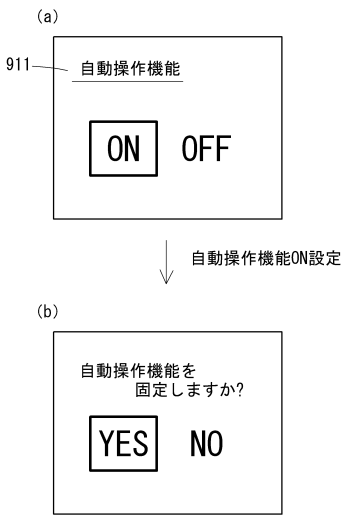 (a)
911
自動操作機能
ON OFF
自動操作機能ON設定
(b)
自動操作機能を
固定しますか?
YES NO